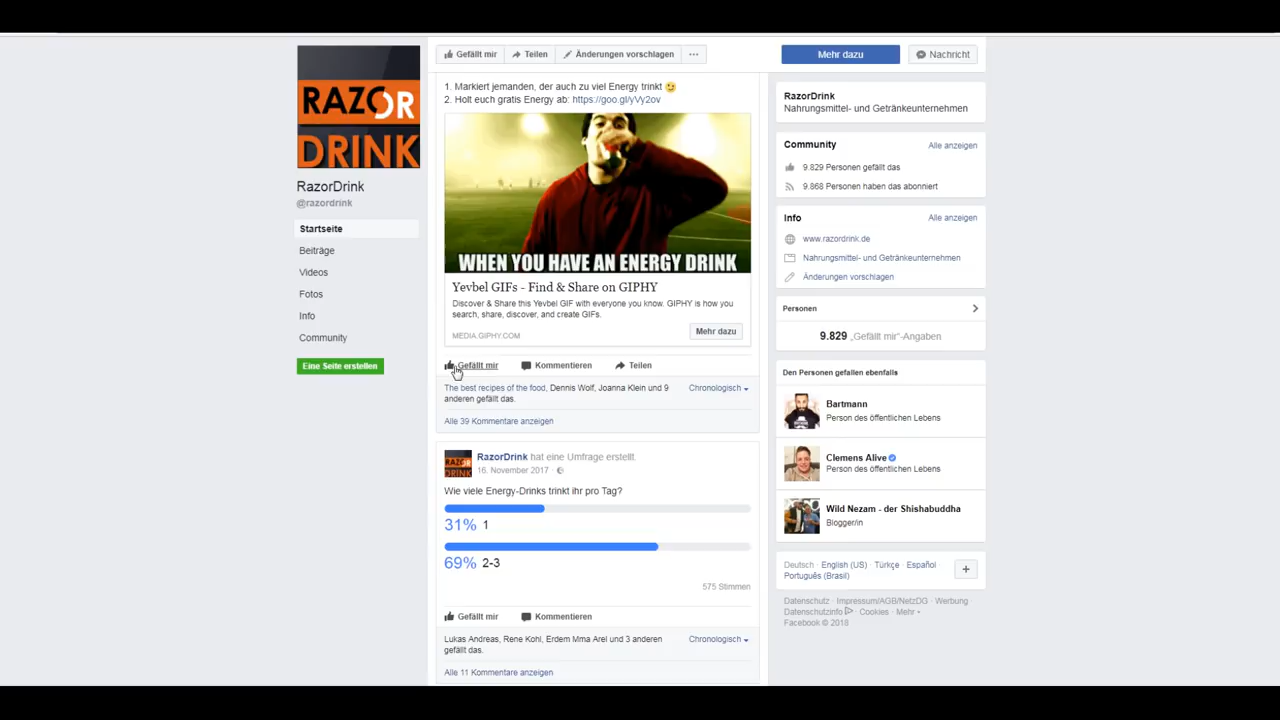 RAZOR
DRINK
RazorDrink
@razordrink
Startseite
Beiträge
Videos
Fotos
Info
Community
Eine Seite erstellen
Gefällt mir
Teilen
Änderungen vorschlagen
1. Markiert jemanden, der auch zu viel Energy trinkt
2. Holt euch gratis Energy ab: https://goo.gl/yVy2ov
WHEN YOU HAVE AN ENERGY DRINK
Yevbel GIFs - Find & Share on GIPHY
Discover & Share this Yevbel GIF with everyone you know. GIPHY is how you
search, share, discover, and create GIFs.
MEDIA.GIPHY.COM
Mehr dazu
Gefällt mir Kommentieren Teilen
The best recipes of the food, Dennis Wolf, Joanna Klein und 9
anderen gefällt das.
Chronologisch
Alle 39 Kommentare anzeigen
RAZOR
DRINK
RazorDrink hat eine Umfrage erstellt.
16. November 2017 ·
Wie viele Energy-Drinks trinkt ihr pro Tag?
31% 1
69% 2-3
575 Stimmen
Gefällt mir Kommentieren
Lukas Andreas, Rene Kohl, Erdem Mma Arel und 3 anderen
gefällt das.
Chronologisch
Alle 11 Kommentare anzeigen
Mehr dazu
Nachricht
RazorDrink
Nahrungsmittel- und Getränkeunternehmen
Community Alle anzeigen
9.829 Personen gefällt das
9.868 Personen haben das abonniert
Info Alle anzeigen
www.razordrink.de
Nahrungsmittel- und Getränkeunternehmen
Änderungen vorschlagen
Personen
9.829 „Gefällt mir"-Angaben
Den Personen gefallen ebenfalls
Bartmann
Person des öffentlichen Lebens
Clemens Alive
Person des öffentlichen Lebens
Wild Nezam - der Shishabuddha
Blogger/in
Deutsch · English (US) · Türkçe · Español ·
Português (Brasil)
Datenschutz · Impressum/AGB/NetzDG · Werbung ·
Datenschutzinfo · Cookies · Mehr
Facebook © 2018